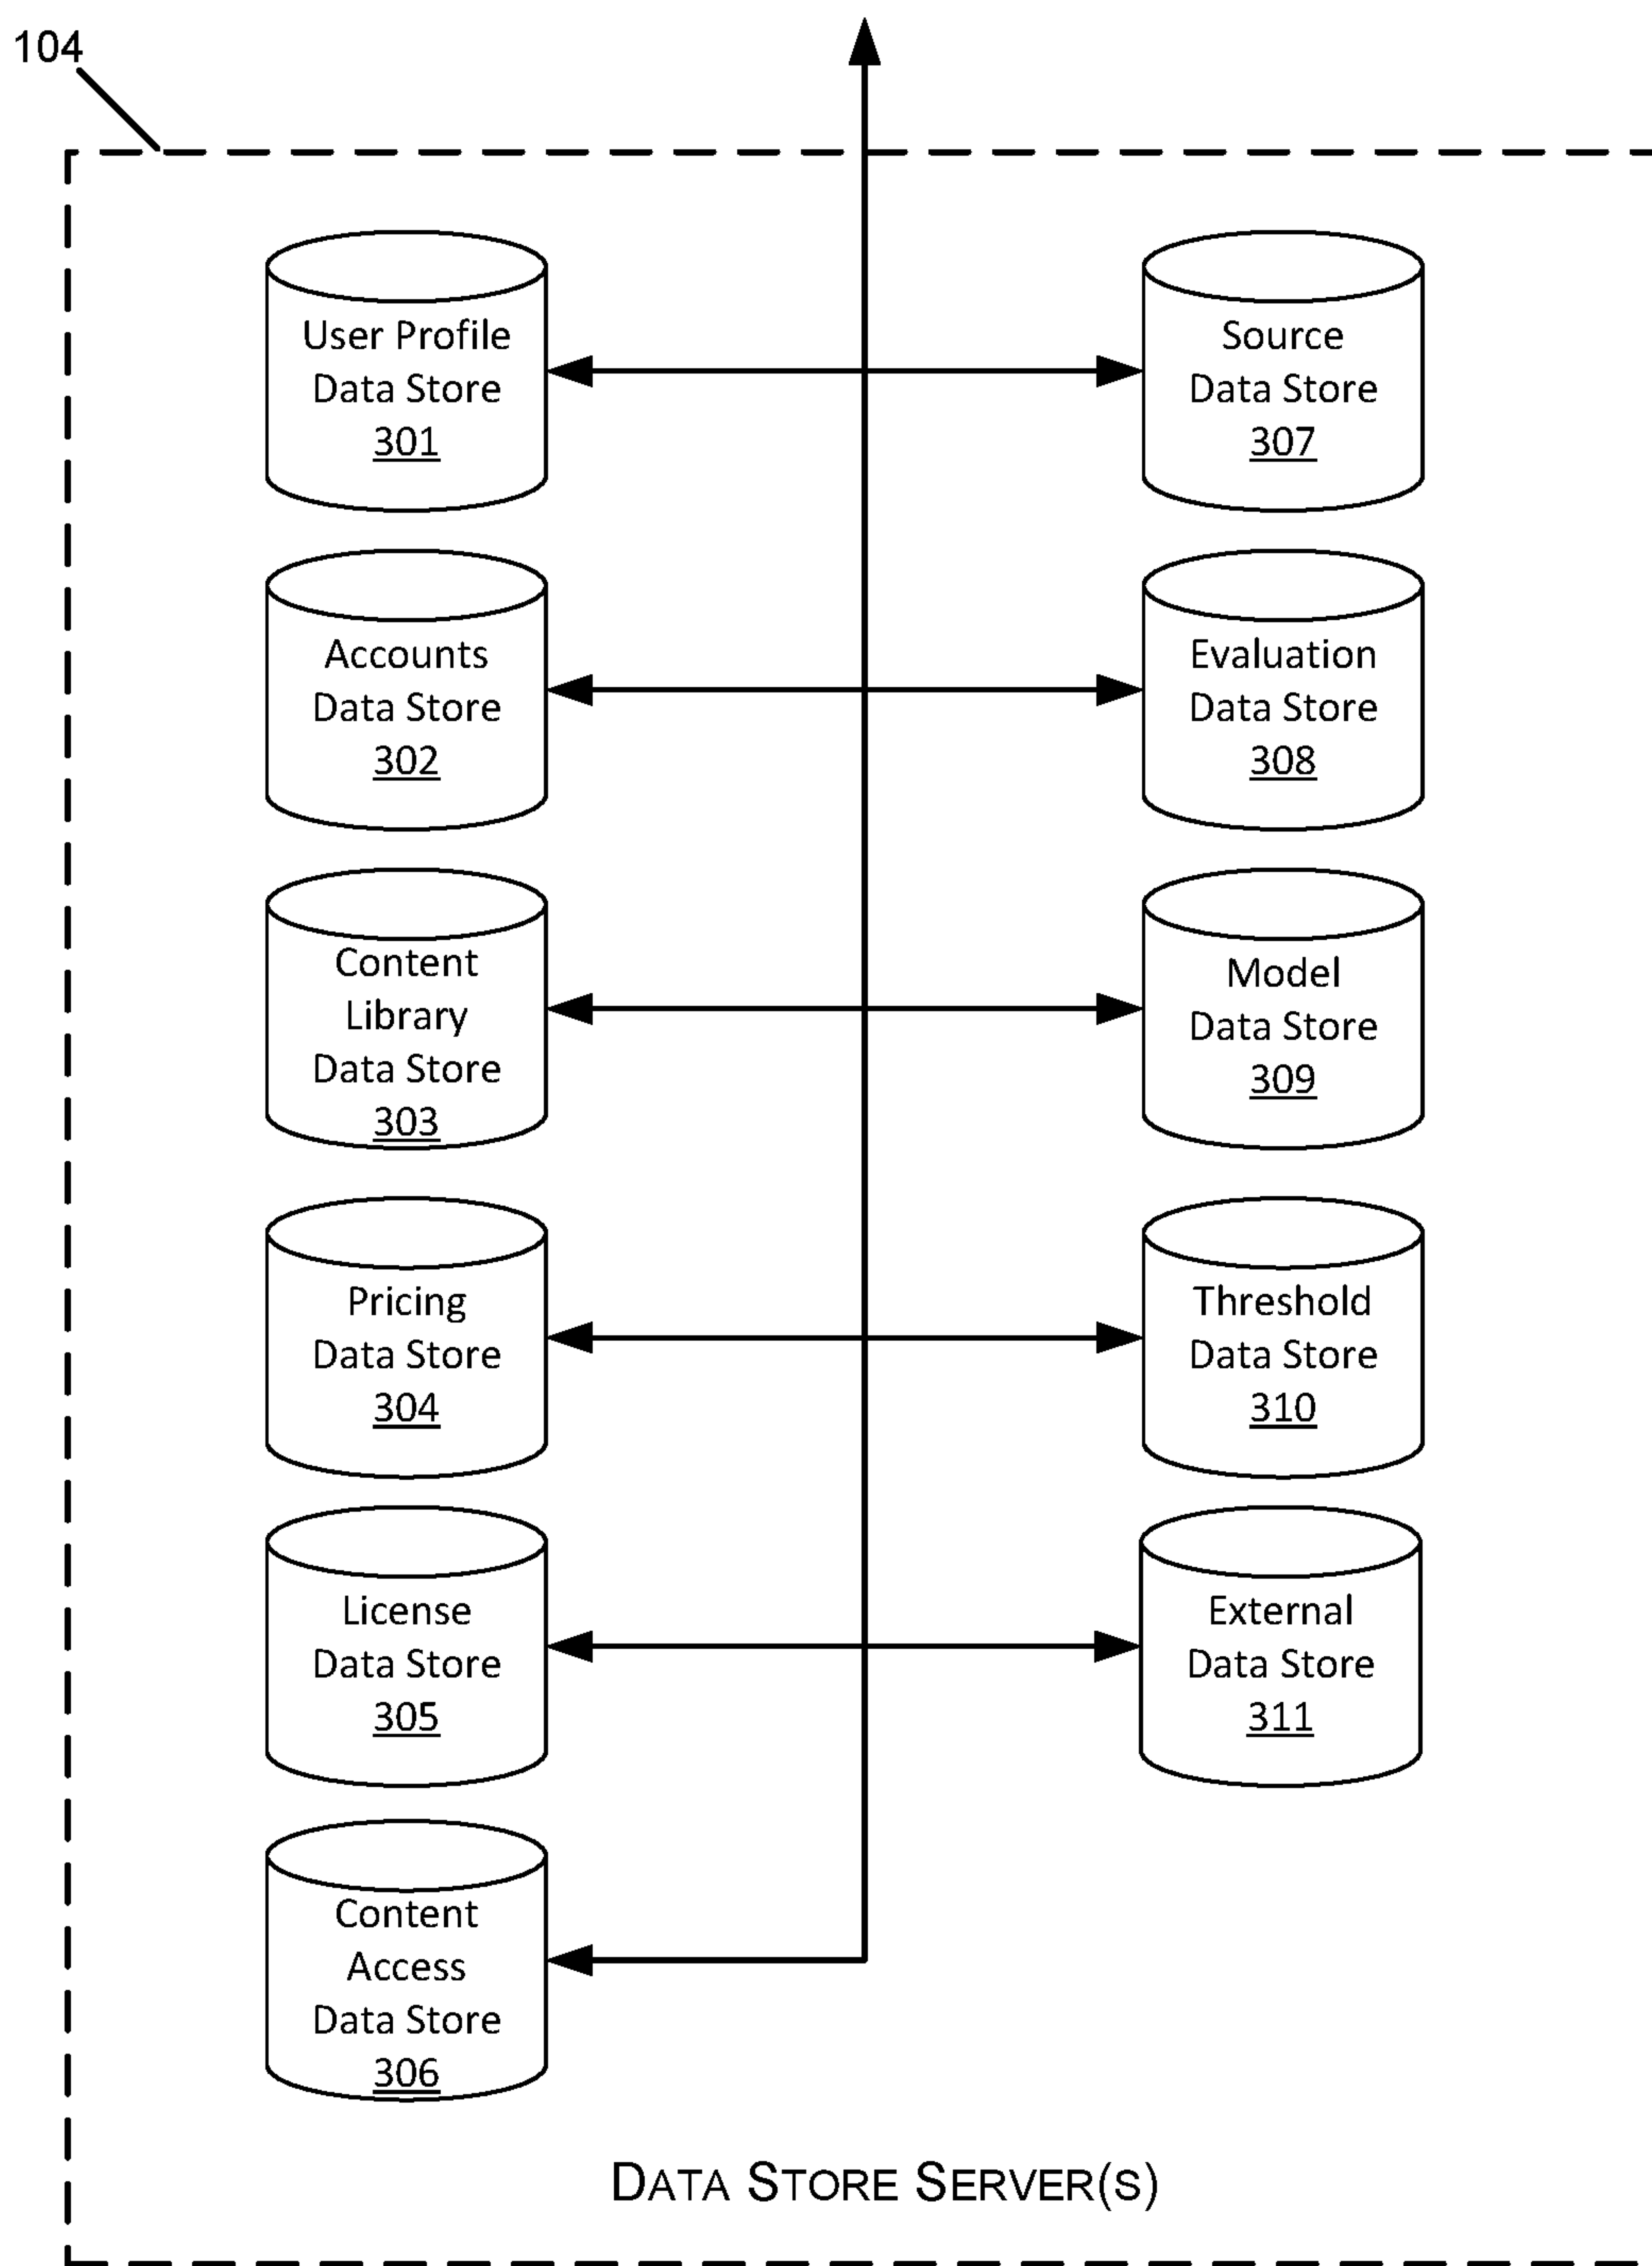 104
User Profile
Data Store
301
Source
Data Store
307
Accounts
Data Store
302
Evaluation
Data Store
308
Content
Library
Data Store
303
Model
Data Store
309
Pricing
Data Store
304
Threshold
Data Store
310
License
Data Store
305
External
Data Store
311
Content
Access
Data Store
306
DATA STORE SERVER(S)